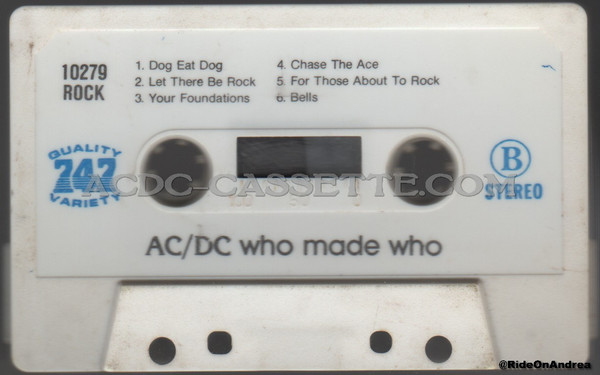 10279
ROCK
1. Dog Eat Dog
2. Let There Be Rock
3. Your Foundations
4. Chase The Ace
5. For Those About To Rock
6. Bells
QUALITY
747
VARIETY
ACDC-CASSETTE.COM
B
STEREO
AC/DC who made who
@RideOnAndrea